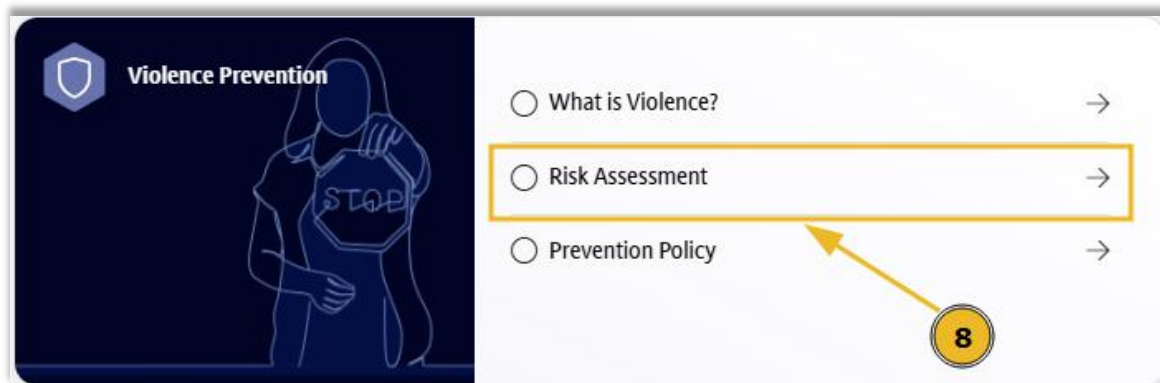 Violence Prevention
What is Violence?
STOP
Risk Assessment
Prevention Policy
8